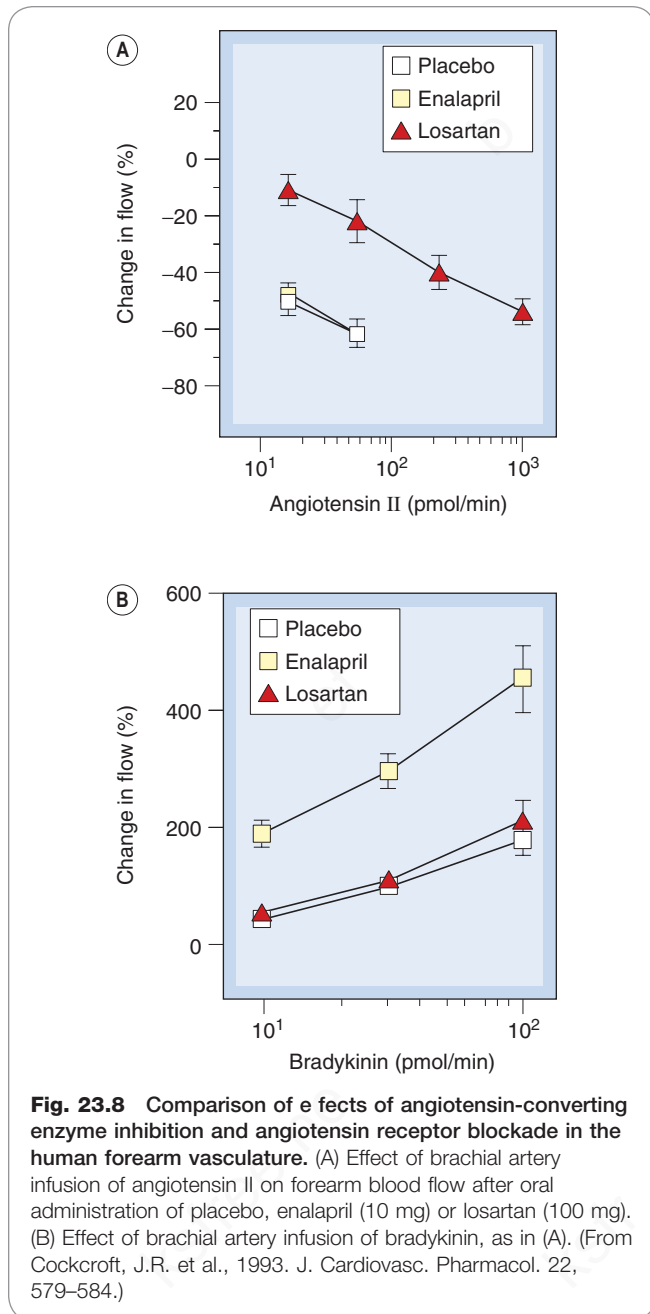 A
Placebo
Enalapril
Losartan
20
0
−20
−40
−60
−80
Change in flow (%)
10¹
10²
10³
Angiotensin II (pmol/min)
B
600
Placebo
Enalapril
Losartan
400
200
0
Change in flow (%)
10¹
10²
Bradykinin (pmol/min)
Fig. 23.8 Comparison of e fects of angiotensin-converting
enzyme inhibition and angiotensin receptor blockade in the
human forearm vasculature. (A) Effect of brachial artery
infusion of angiotensin II on forearm blood flow after oral
administration of placebo, enalapril (10 mg) or losartan (100 mg).
(B) Effect of brachial artery infusion of bradykinin, as in (A). (From
Cockcroft, J.R. et al., 1993. J. Cardiovasc. Pharmacol. 22,
579–584.)